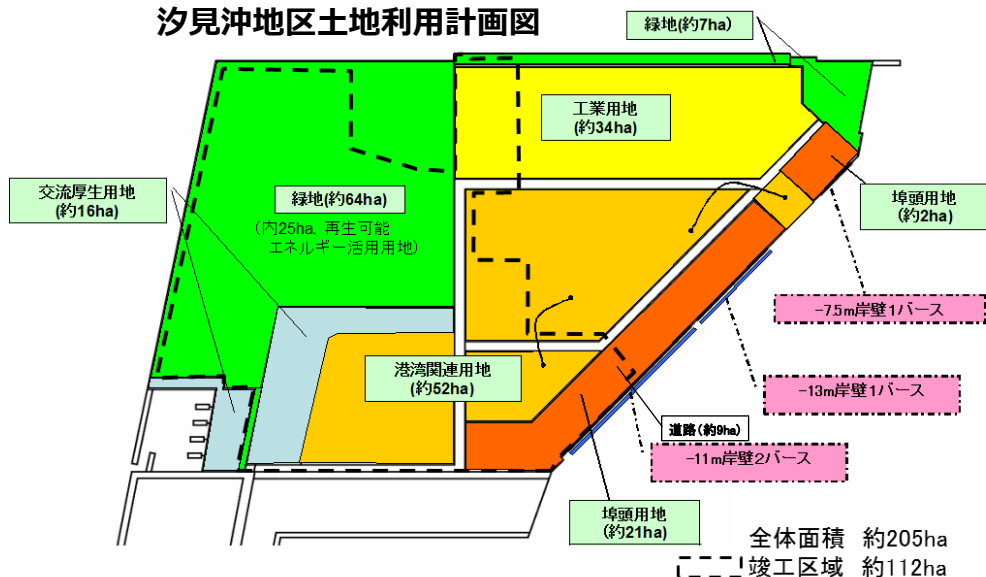 汐見沖地区土地利用計画図
緑地(約7ha)
工業用地
(約34ha)
交流厚生用地
(約16ha)
緑地(約64ha)
(内25ha、再生可能
エネルギー活用用地)
埠頭用地
(約2ha)
-7.5m岸壁1バース
港湾関連用地
(約52ha)
-13m岸壁1バース
道路(約9ha)
-11m岸壁2バース
埠頭用地
(約21ha)
全体面積 約205ha
竣工区域 約112ha